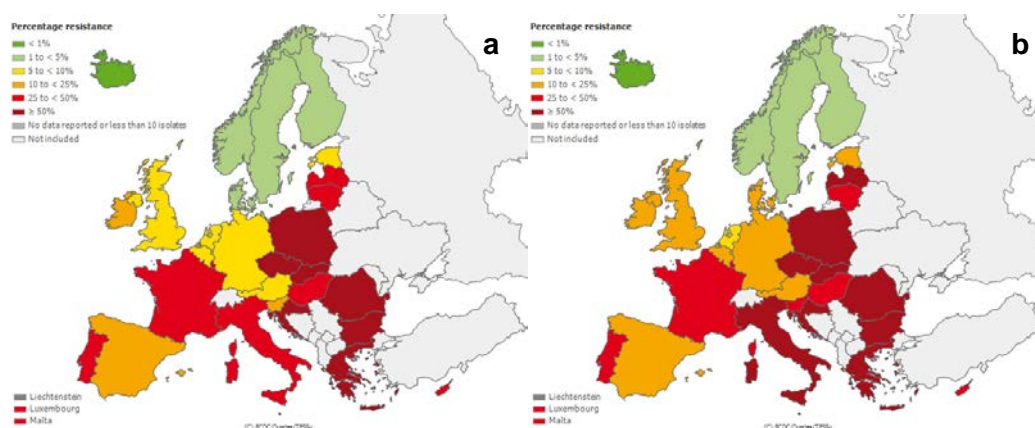 Percentage resistance
a
< 1%
1 to < 5%
5 to < 10%
10 to < 25%
25 to < 50%
≥ 50%
No data reported or less than 10 isolates
Not included
Liechtenstein
Luxembourg
Malta
Percentage resistance
b
< 1%
1 to < 5%
5 to < 10%
10 to < 25%
25 to < 50%
≥ 50%
No data reported or less than 10 isolates
Not included
Liechtenstein
Luxembourg
Malta